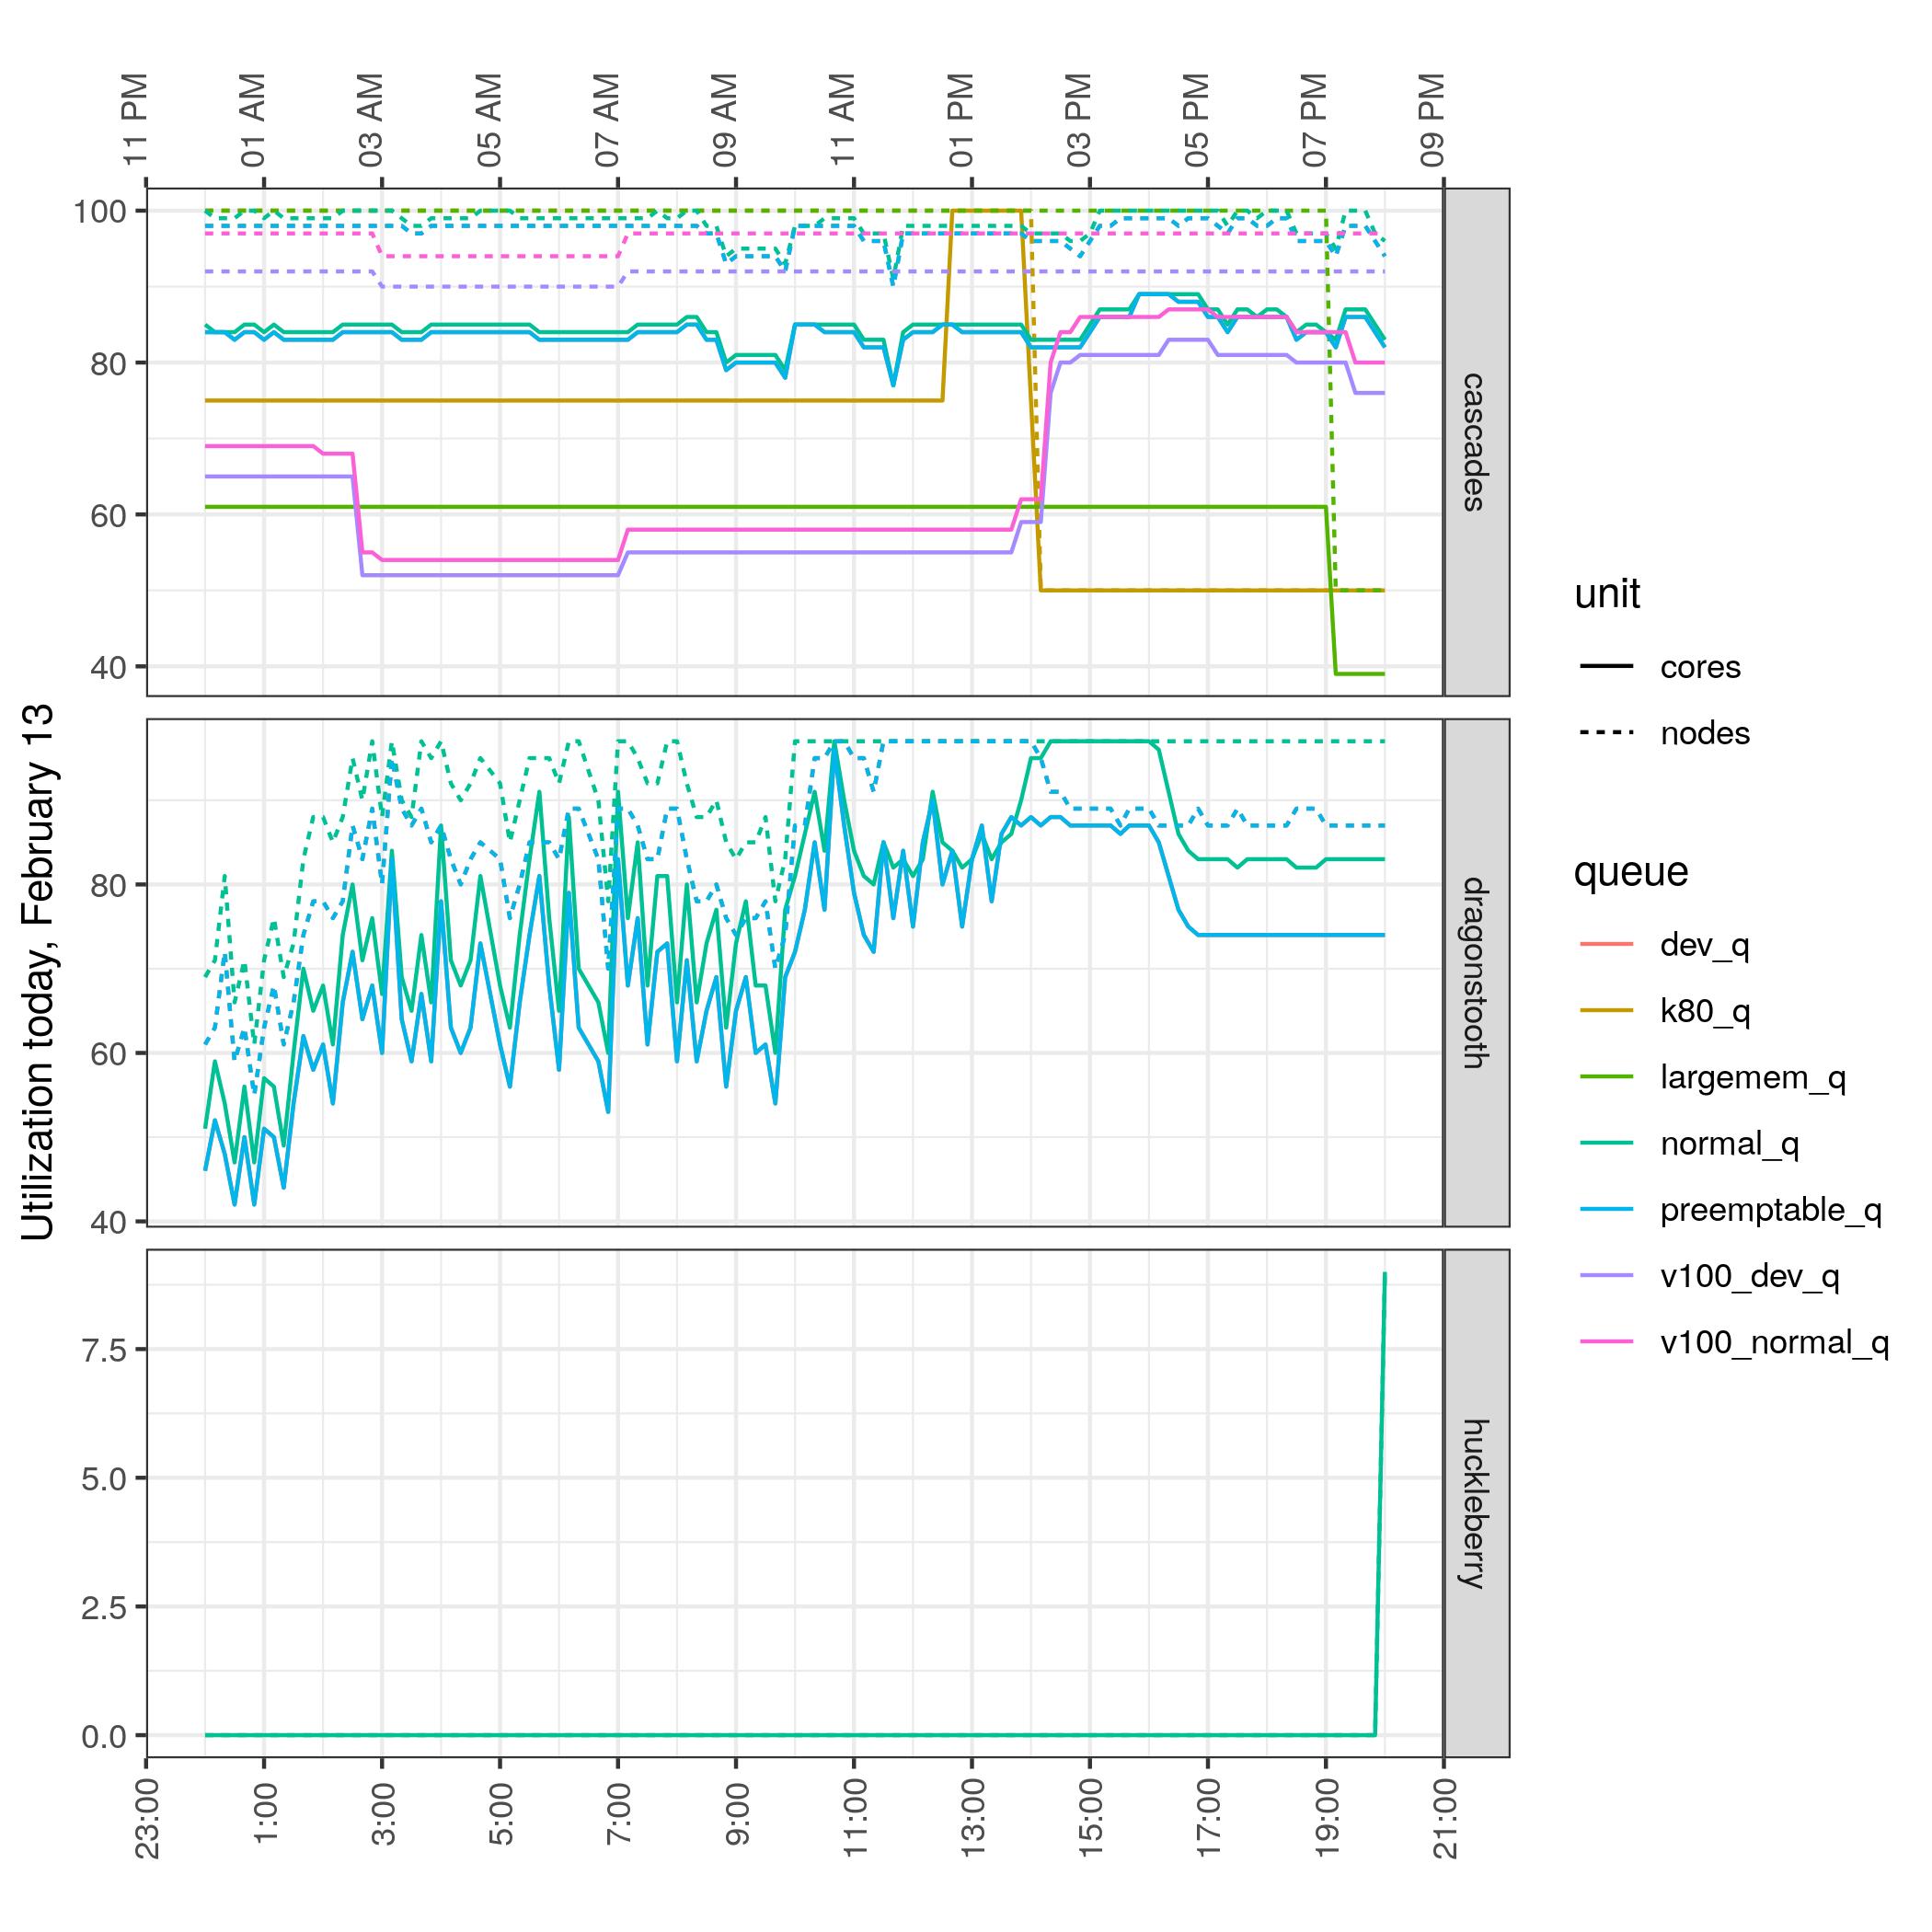 11 PM
01 AM
03 AM
05 AM
07 AM
09 AM
11 AM
01 PM
03 PM
05 PM
07 PM
09 PM
Utilization today, February 13
100
80
60
40
cascades
80
60
40
dragonstooth
7.5
5.0
2.5
0.0
huckleberry
23:00
1:00
3:00
5:00
7:00
9:00
11:00
13:00
15:00
17:00
19:00
21:00
unit
cores
nodes
queue
dev_q
k80_q
largemem_q
normal_q
preemptable_q
v100_dev_q
v100_normal_q